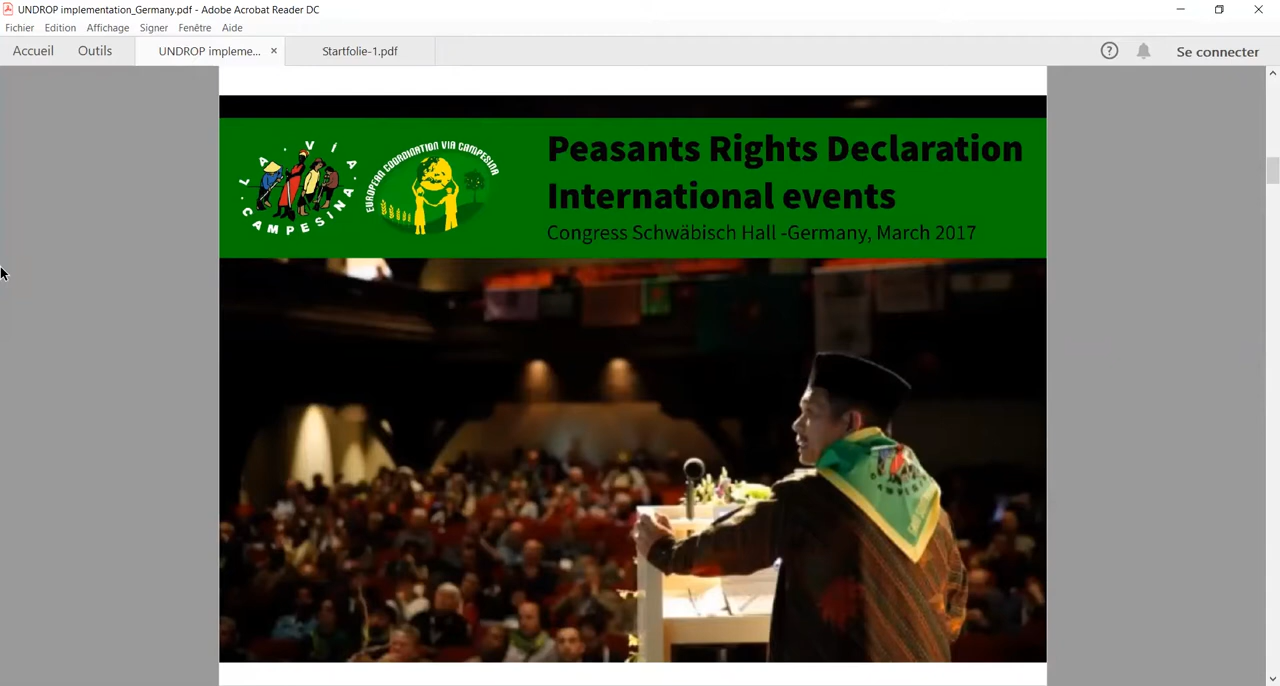 UNDROP implementation_Germany.pdf - Adobe Acrobat Reader DC
Fichier Edition Affichage Signer Fenêtre Aide
Accueil Outils UNDROP impleme... × Startfolie-1.pdf ? Se connecter
LA VÍA CAMPESINA
EUROPEAN COORDINATION VIA CAMPESINA
Peasants Rights Declaration
International events
Congress Schwäbisch Hall -Germany, March 2017
CAMPESINA